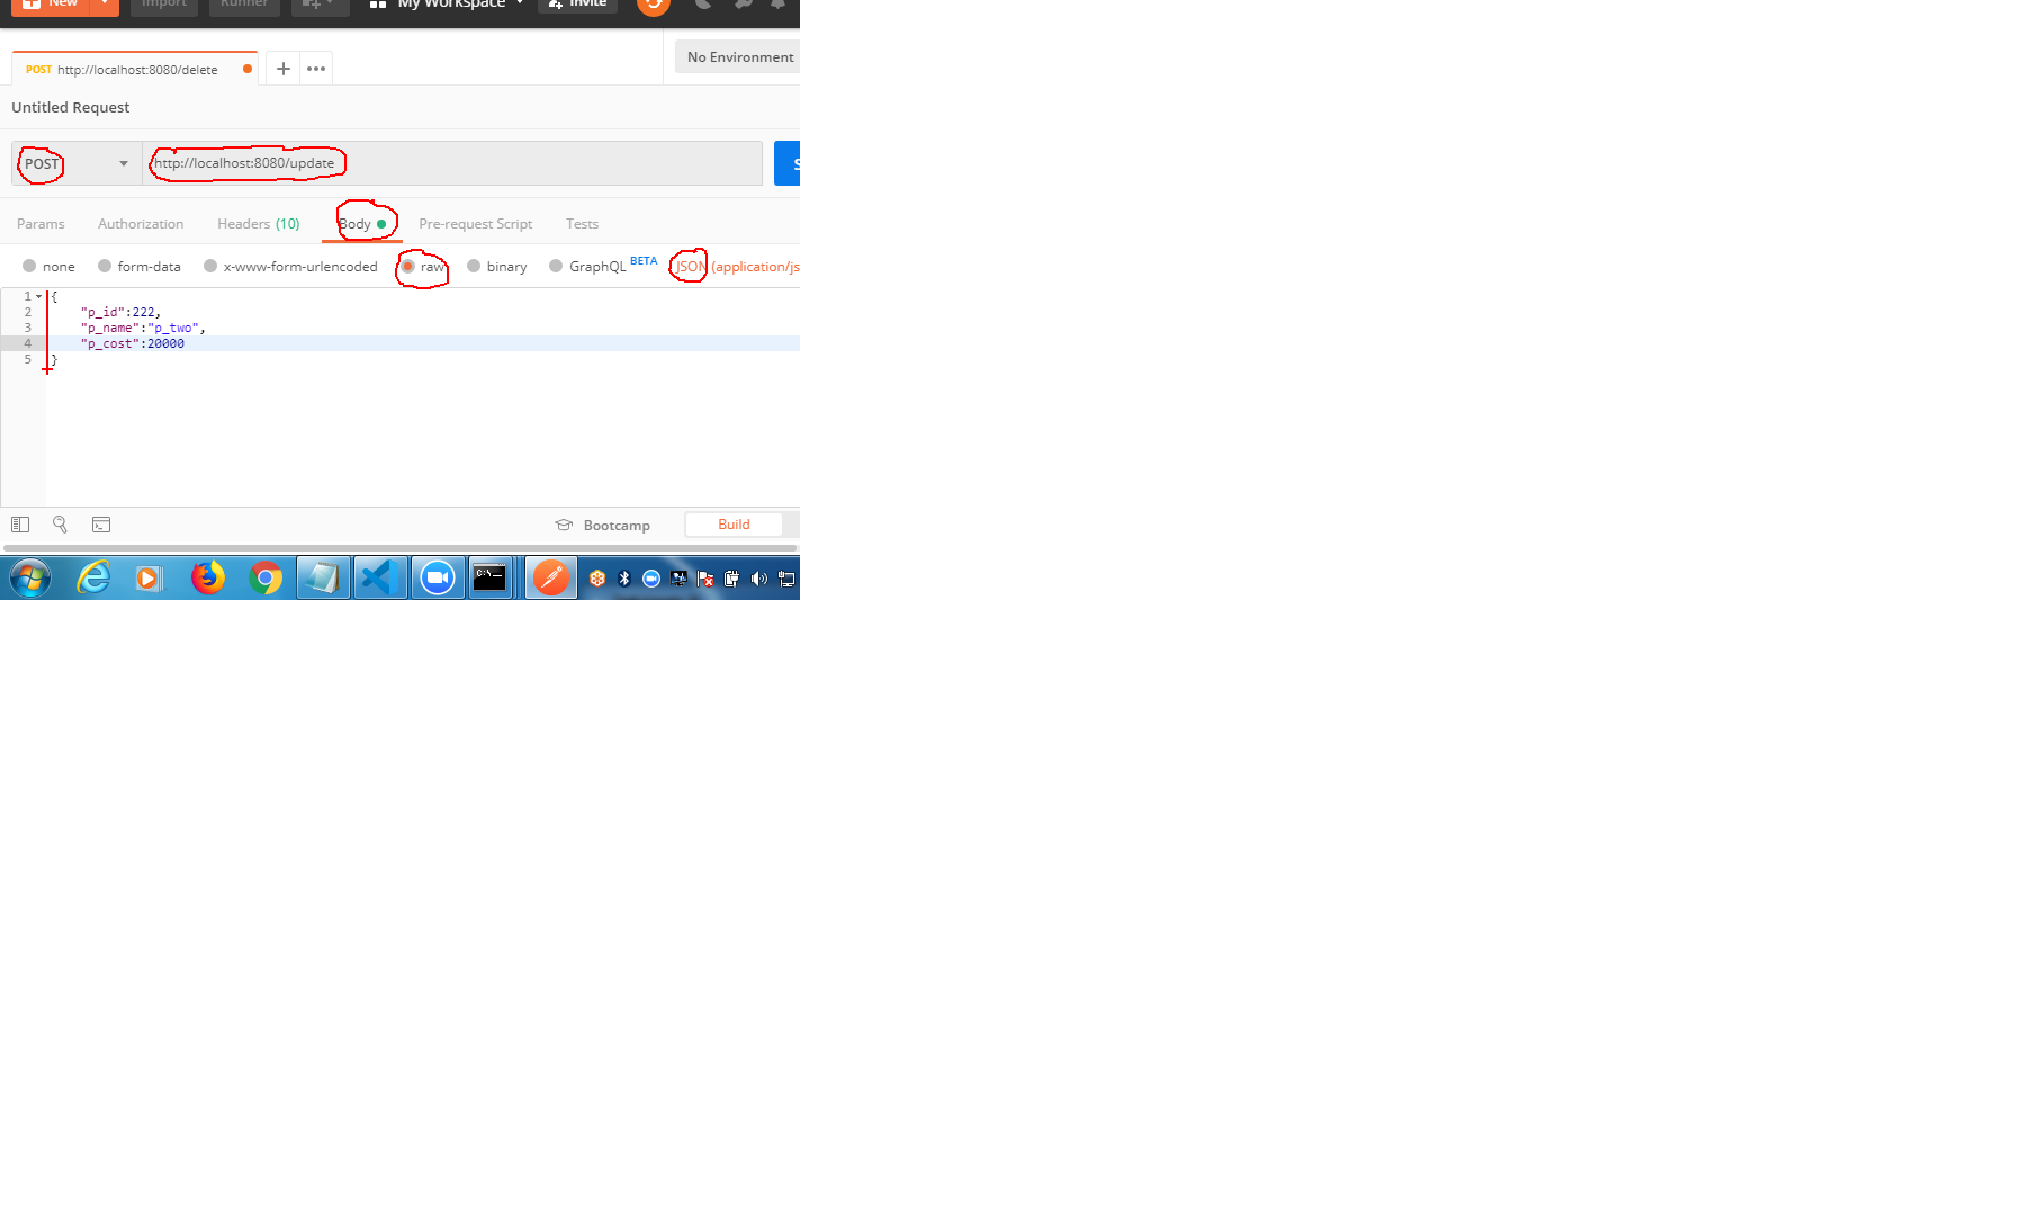 New Import Runner My Workspace Invite
POST http://localhost:8080/delete No Environment
Untitled Request
POST http://localhost:8080/update
Params Authorization Headers (10) Body Pre-request Script Tests
none form-data x-www-form-urlencoded raw binary GraphQL BETA JSON (application/js
1 {
2 "p_id":222,
3 "p_name":"p_two",
4 "p_cost":20000
5 }
Bootcamp Build